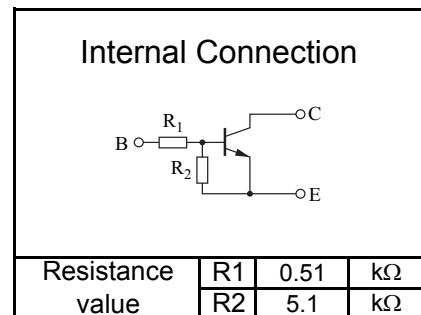 Internal Connection
C
R1
B
R2
E
Resistance value R1 0.51 kΩ
R2 5.1 kΩ